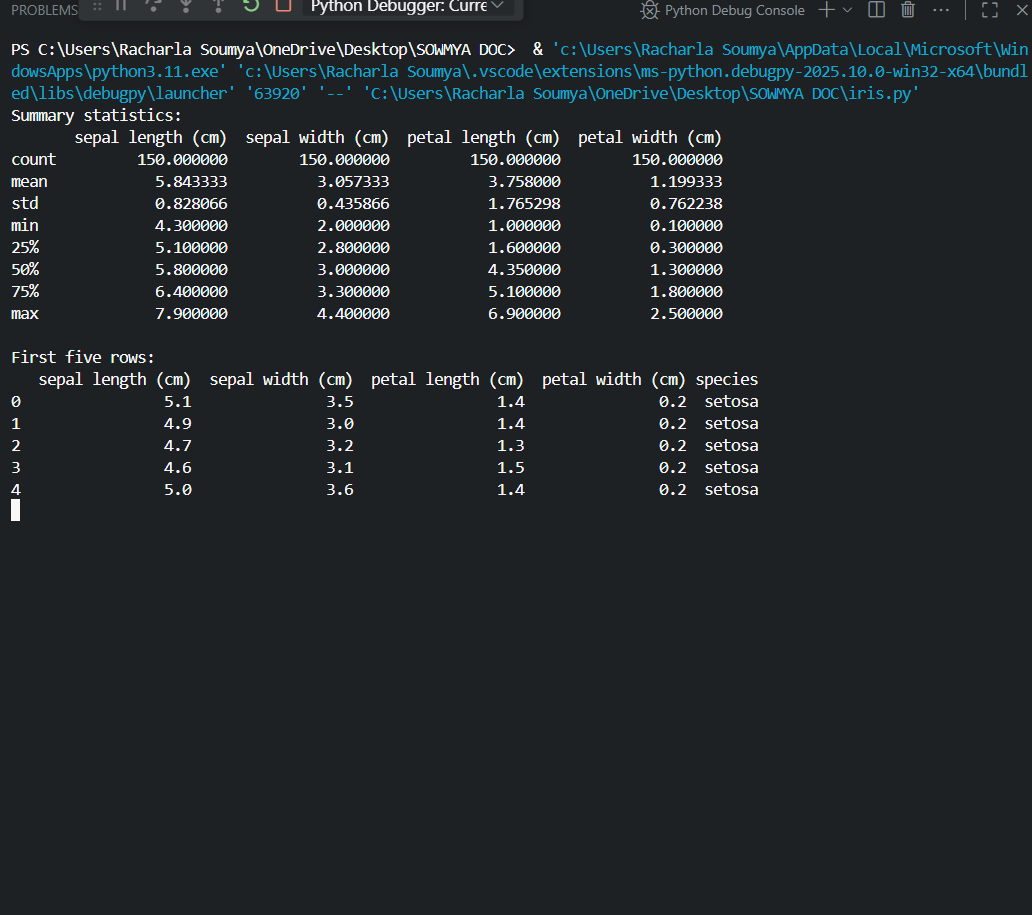 PROBLEMS
Python Debugger: Curre
Python Debug Console
PS C:\Users\Racharla Soumya\OneDrive\Desktop\SOWMYA DOC>  & 'c:\Users\Racharla Soumya\AppData\Local\Microsoft\Win
dowsApps\python3.11.exe' 'c:\Users\Racharla Soumya\.vscode\extensions\ms-python.debugpy-2025.10.0-win32-x64\bundl
ed\libs\debugpy\launcher' '63920' '--' 'C:\Users\Racharla Soumya\OneDrive\Desktop\SOWMYA DOC\iris.py'
Summary statistics:
       sepal length (cm)  sepal width (cm)  petal length (cm)  petal width (cm)
count         150.000000        150.000000         150.000000        150.000000
mean            5.843333          3.057333           3.758000          1.199333
std             0.828066          0.435866           1.765298          0.762238
min             4.300000          2.000000           1.000000          0.100000
25%             5.100000          2.800000           1.600000          0.300000
50%             5.800000          3.000000           4.350000          1.300000
75%             6.400000          3.300000           5.100000          1.800000
max             7.900000          4.400000           6.900000          2.500000
First five rows:
   sepal length (cm)  sepal width (cm)  petal length (cm)  petal width (cm) species
0                5.1               3.5                1.4               0.2  setosa
1                4.9               3.0                1.4               0.2  setosa
2                4.7               3.2                1.3               0.2  setosa
3                4.6               3.1                1.5               0.2  setosa
4                5.0               3.6                1.4               0.2  setosa